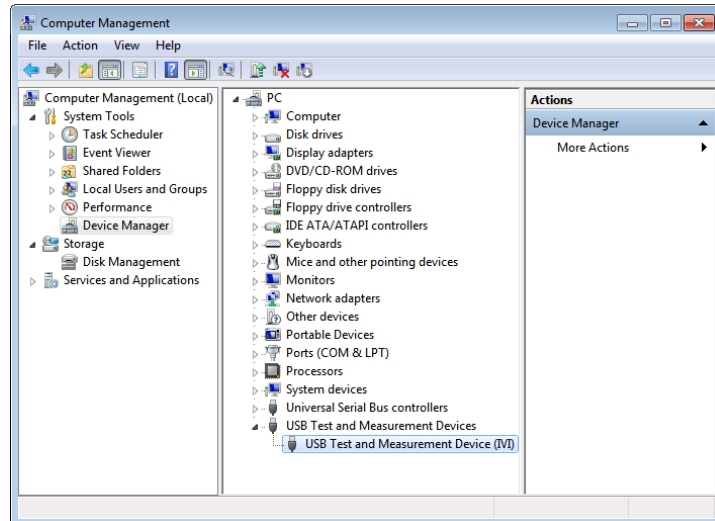 Computer Management
File Action View Help
Computer Management (Local)
System Tools
Task Scheduler
Event Viewer
Shared Folders
Local Users and Groups
Performance
Device Manager
Storage
Disk Management
Services and Applications
PC
Computer
Disk drives
Display adapters
DVD/CD-ROM drives
Floppy disk drives
Floppy drive controllers
IDE ATA/ATAPI controllers
Keyboards
Mice and other pointing devices
Monitors
Network adapters
Other devices
Portable Devices
Ports (COM & LPT)
Processors
System devices
Universal Serial Bus controllers
USB Test and Measurement Devices
USB Test and Measurement Device (IVI)
Actions
Device Manager
More Actions